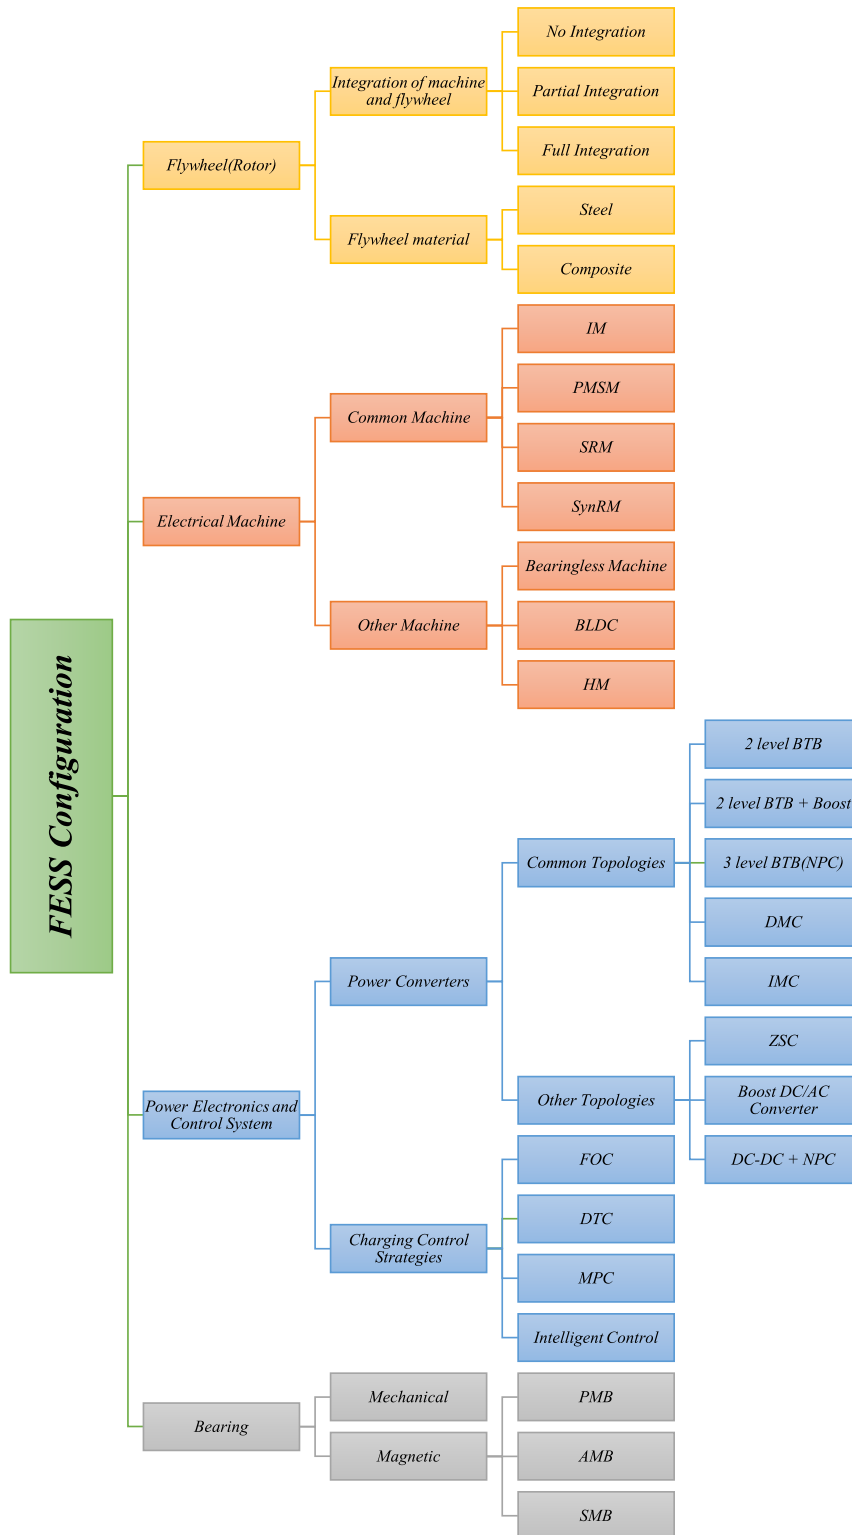 FESS Configuration
Flywheel(Rotor)
Integration of machine
and flywheel
No Integration
Partial Integration
Full Integration
Flywheel material
Steel
Composite
Electrical Machine
Common Machine
IM
PMSM
SRM
SynRM
Other Machine
Bearingless Machine
BLDC
HM
Power Electronics and
Control System
Power Converters
Common Topologies
2 level BTB
2 level BTB + Boost
3 level BTB(NPC)
DMC
IMC
Other Topologies
ZSC
Boost DC/AC
Converter
DC-DC + NPC
Charging Control
Strategies
FOC
DTC
MPC
Intelligent Control
Bearing
Mechanical
Magnetic
PMB
AMB
SMB